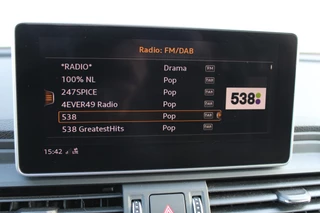 Radio: FM/DAB
*RADIO* Drama
100% NL Pop
247SPICE Pop
4EVER49 Radio Pop
538 Pop
538 GreatestHits Pop
538
15:42